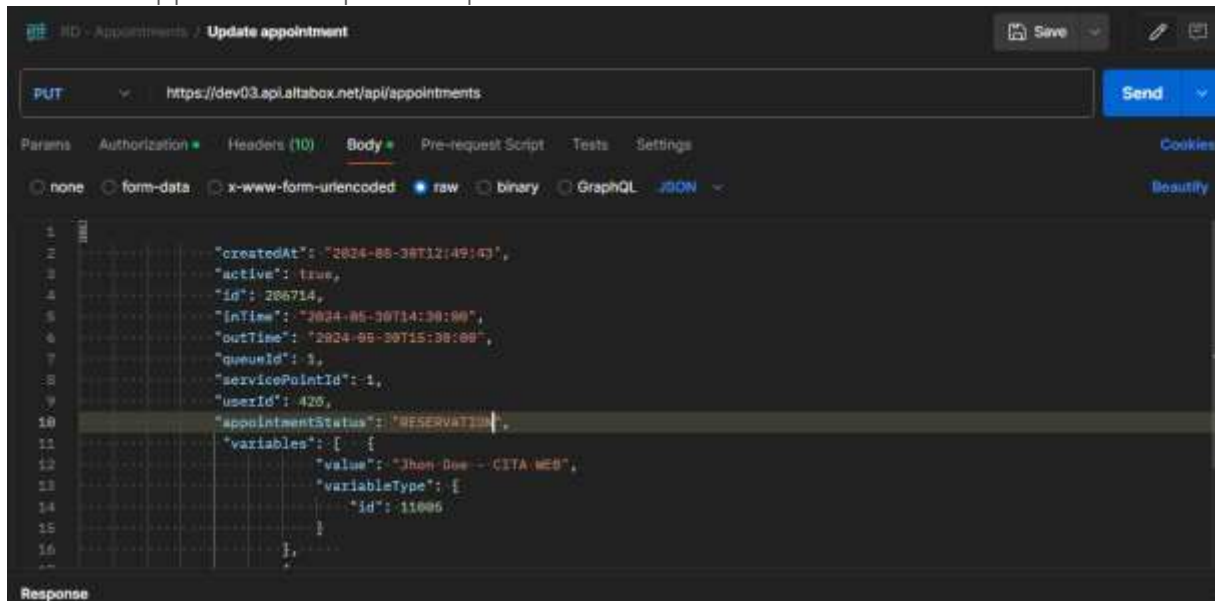 RD - Appointments / Update appointment
Save
PUT https://dev03.api.altabox.net/api/appointments
Send
Params Authorization Headers (10) Body Pre-request Script Tests Settings Cookies
none form-data x-www-form-urlencoded raw binary GraphQL JSON Beautify
1
2 "createdAt": "2024-05-30T12:49:43",
3 "active": true,
4 "id": 206714,
5 "inTime": "2024-05-30T14:30:00",
6 "outTime": "2024-05-30T15:30:00",
7 "queueId": 1,
8 "servicePointId": 1,
9 "userId": 420,
10 "appointmentStatus": "RESERVATION",
11 "variables": [ {
12 "value": "Jhon Doe - CITA WEB",
13 "variableType": {
14 "id": 11006
15 }
16 },
Response